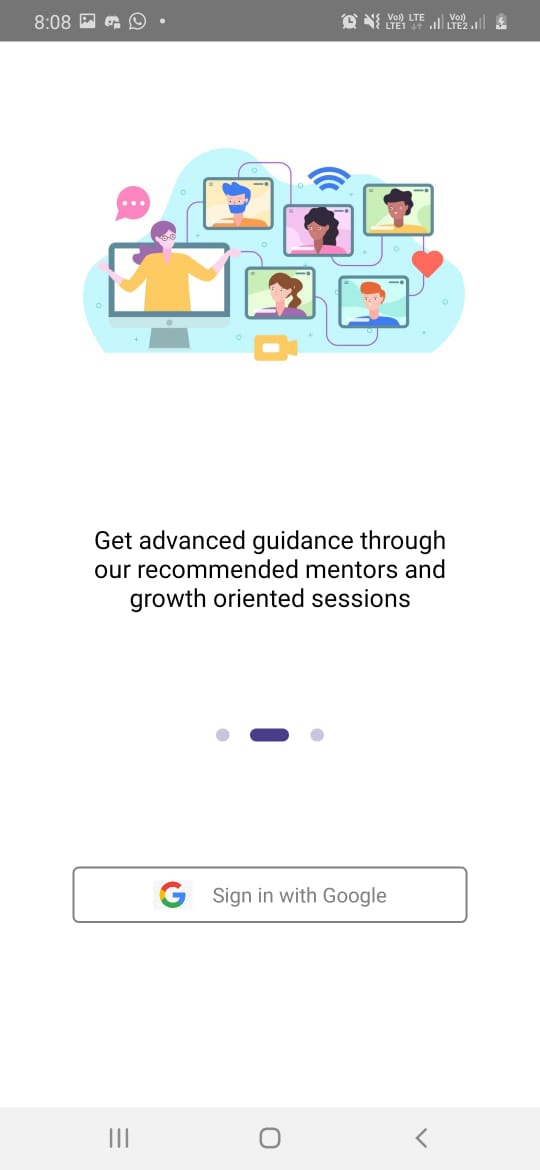 8:08
Vo) LTE
LTE1
Vo)
LTE2
Get advanced guidance through
our recommended mentors and
growth oriented sessions
G Sign in with Google